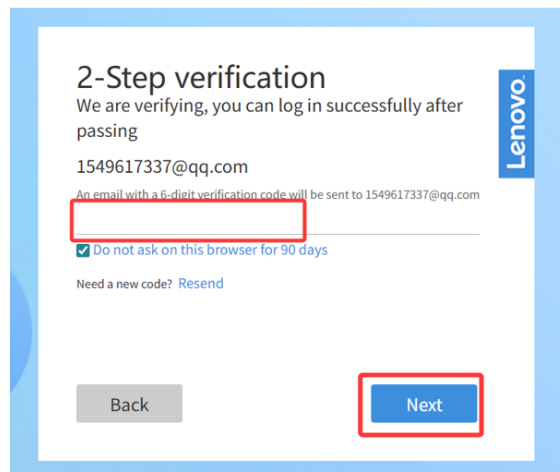 2-Step verification
We are verifying, you can log in successfully after
passing
1549617337@qq.com
An email with a 6-digit verification code will be sent to 1549617337@qq.com
Do not ask on this browser for 90 days
Need a new code? Resend
Back
Next
Lenovo.